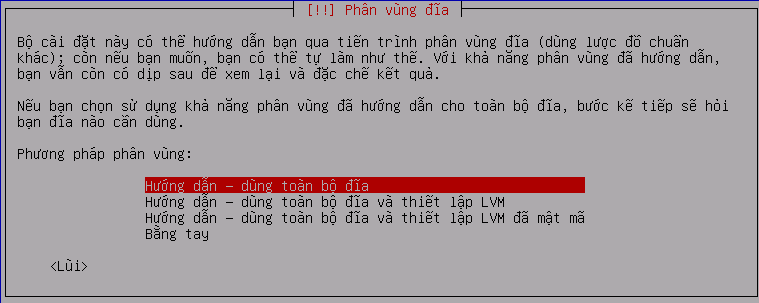 [!!] Phân vùng đĩa
Bộ cài đặt này có thể hướng dẫn bạn qua tiến trình phân vùng đĩa (dùng lược đồ chuẩn
khác); còn nếu bạn muốn, bạn có thể tự làm như thế. Với khả năng phân vùng đã hướng dẫn,
bạn vẫn còn có dịp sau để xem lại và đặc chế kết quả.
Nếu bạn chọn sử dụng khả năng phân vùng đã hướng dẫn cho toàn bộ đĩa, bước kế tiếp sẽ hỏi
bạn đĩa nào cần dùng.
Phương pháp phân vùng:
Hướng dẫn — dùng toàn bộ đĩa
Hướng dẫn — dùng toàn bộ đĩa và thiết lập LVM
Hướng dẫn — dùng toàn bộ đĩa và thiết lập LVM đã mật mã
Bằng tay
<Lùi>